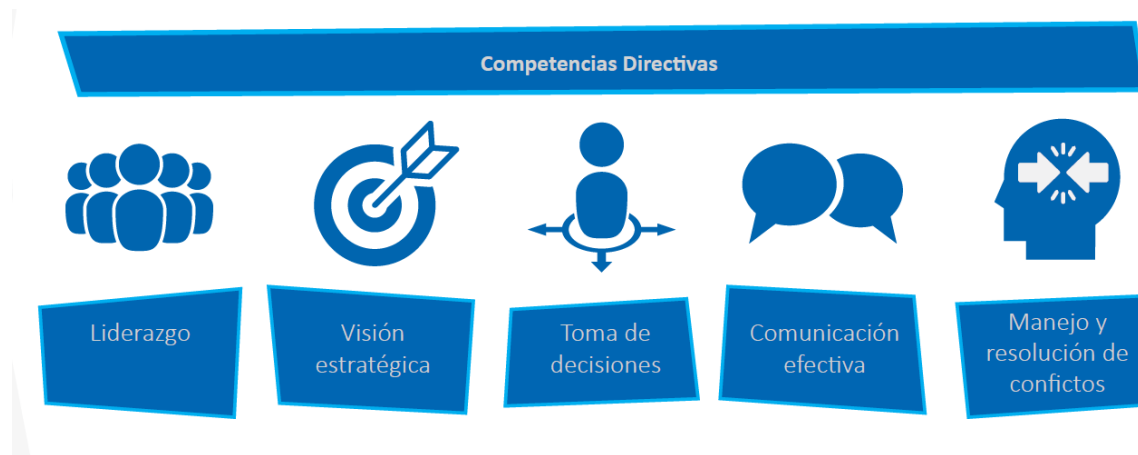 Competencias Directivas
Liderazgo
Visión
estratégica
Toma de
decisiones
Comunicación
efectiva
Manejo y
resolución de
confictos